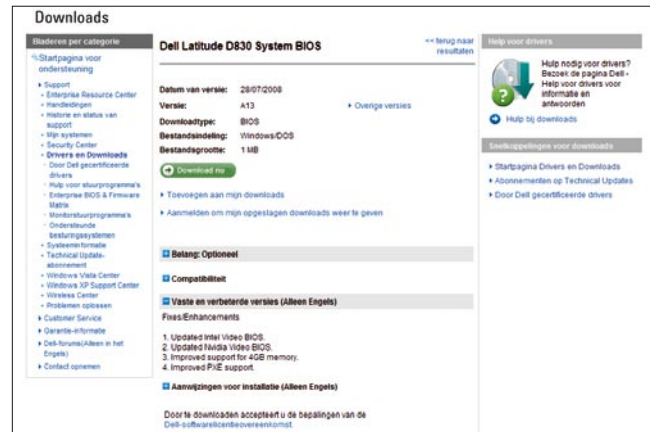 Downloads
Bladeren per categorie
Startpagina voor
ondersteuning
Support
Enterprise Resource Center
Handleidingen
Historie en status van
support
Mijn systemen
Security Center
Drivers en Downloads
Door Dell gecertificeerde
drivers
Hulp voor stuurprogramma's
Enterprise BIOS & Firmware
Matrix
Monitorstuurprogramma's
Ondersteunde
besturingssystemen
Systeeminformatie
Technical Update-
abonnement
Windows Vista Center
Windows XP Support Center
Wireless Center
Problemen oplossen
Customer Service
Garantie-informatie
Dell-forums(Alleen in het
Engels)
Contact opnemen
Dell Latitude D830 System BIOS
<< terug naar
resultaten
Datum van versie: 28/07/2008
Versie: A13
Overige versies
Downloadtype: BIOS
Bestandsindeling: Windows/DOS
Bestandsgrootte: 1 MB
Download nu
Toevoegen aan mijn downloads
Aanmelden om mijn opgeslagen downloads weer te geven
Belang: Optioneel
Compatibiliteit
Vaste en verbeterde versies (Alleen Engels)
Fixes/Enhancements
1. Updated Intel Video BIOS.
2. Updated Nvidia Video BIOS.
3. Improved support for 4GB memory.
4. Improved PXE support.
Aanwijzingen voor installatie (Alleen Engels)
Door te downloaden accepteert u de bepalingen van de
Dell-softwarelicentieovereenkomst.
Help voor drivers
Hulp nodig voor drivers?
Bezoek de pagina Dell -
Help voor drivers voor
informatie en
antwoorden
Hulp bij downloads
Snelkoppelingen voor downloads
Startpagina Drivers en Downloads
Abonnementen op Technical Updates
Door Dell gecertificeerde drivers